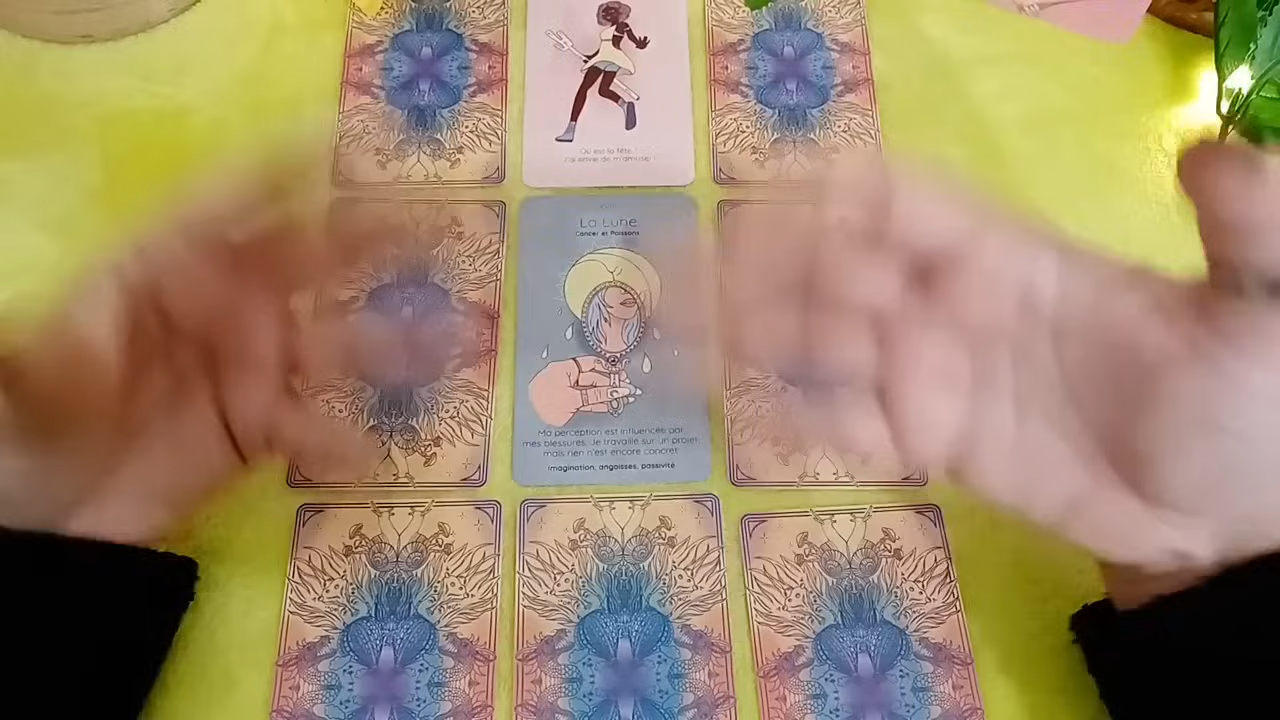 Où est la fête ?
J'ai envie de m'amuser !
La Lune
Cancer et Poissons
Ma perception est influencée par
mes blessures. Je travaille sur un projet,
mais rien n'est encore concret.
Imagination, angoisses, passivité